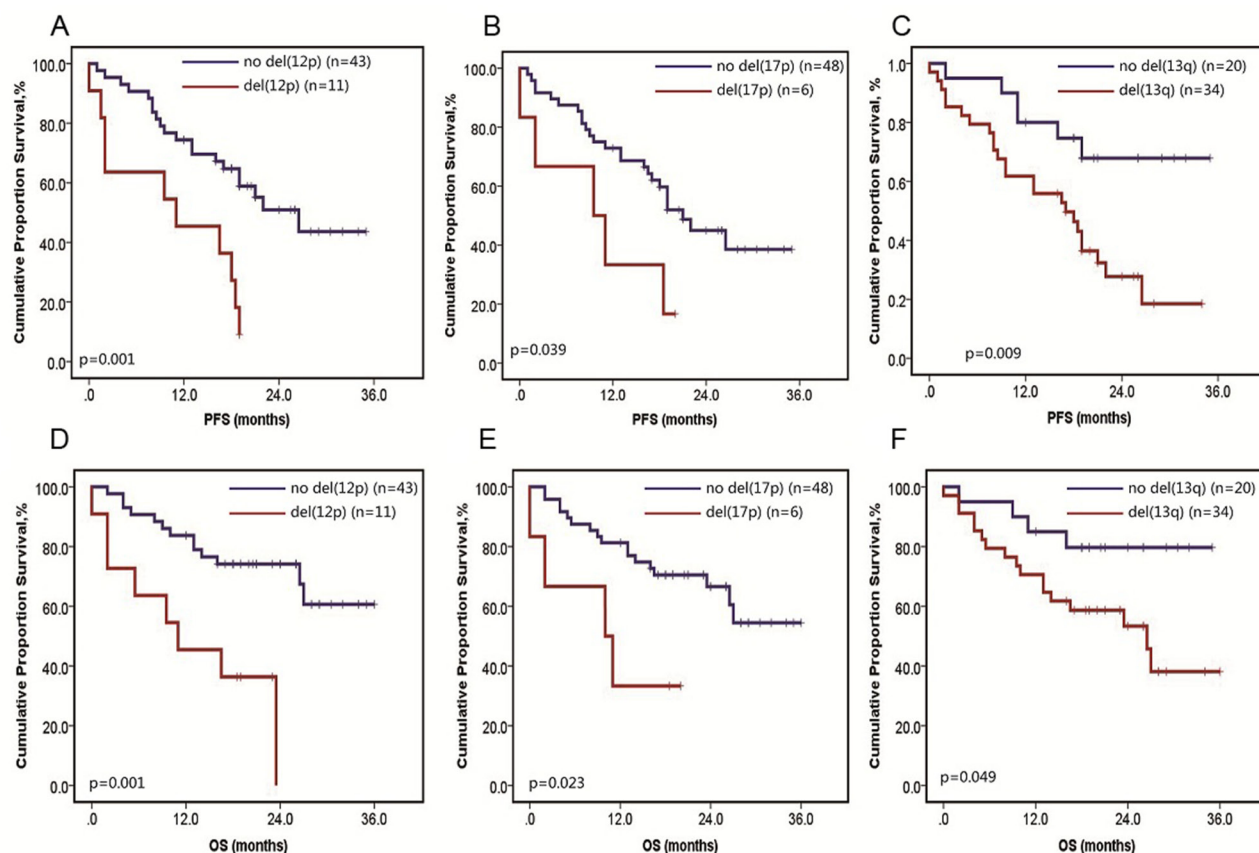 A
no del(12p) (n=43)
del(12p) (n=11)
Cumulative Proportion Survival,%
100.0
80.0
60.0
40.0
20.0
0.0
p=0.001
.0 12.0 24.0 36.0
PFS (months)
B
no del(17p) (n=48)
del(17p) (n=6)
Cumulative Proportion Survival,%
100.0
80.0
60.0
40.0
20.0
0.0
p=0.039
.0 12.0 24.0 36.0
PFS (months)
C
no del(13q) (n=20)
del(13q) (n=34)
Cumulative Proportion Survival, %
1.0
0.8
0.6
0.4
0.2
0.0
p=0.009
.0 12.0 24.0 36.0
PFS (months)
D
no del(12p) (n=43)
del(12p) (n=11)
Cumulative Proportion Survival,%
100.0
80.0
60.0
40.0
20.0
0.0
p=0.001
.0 12.0 24.0 36.0
OS (months)
E
no del(17p) (n=48)
del(17p) (n=6)
Cumulative Proportion Survival,%
100.0
80.0
60.0
40.0
20.0
0.0
p=0.023
.0 12.0 24.0 36.0
OS (months)
F
no del(13q) (n=20)
del(13q) (n=34)
Cumulative Proportion Survival,%
100.0
80.0
60.0
40.0
20.0
0.0
p=0.049
.0 12.0 24.0 36.0
OS (months)